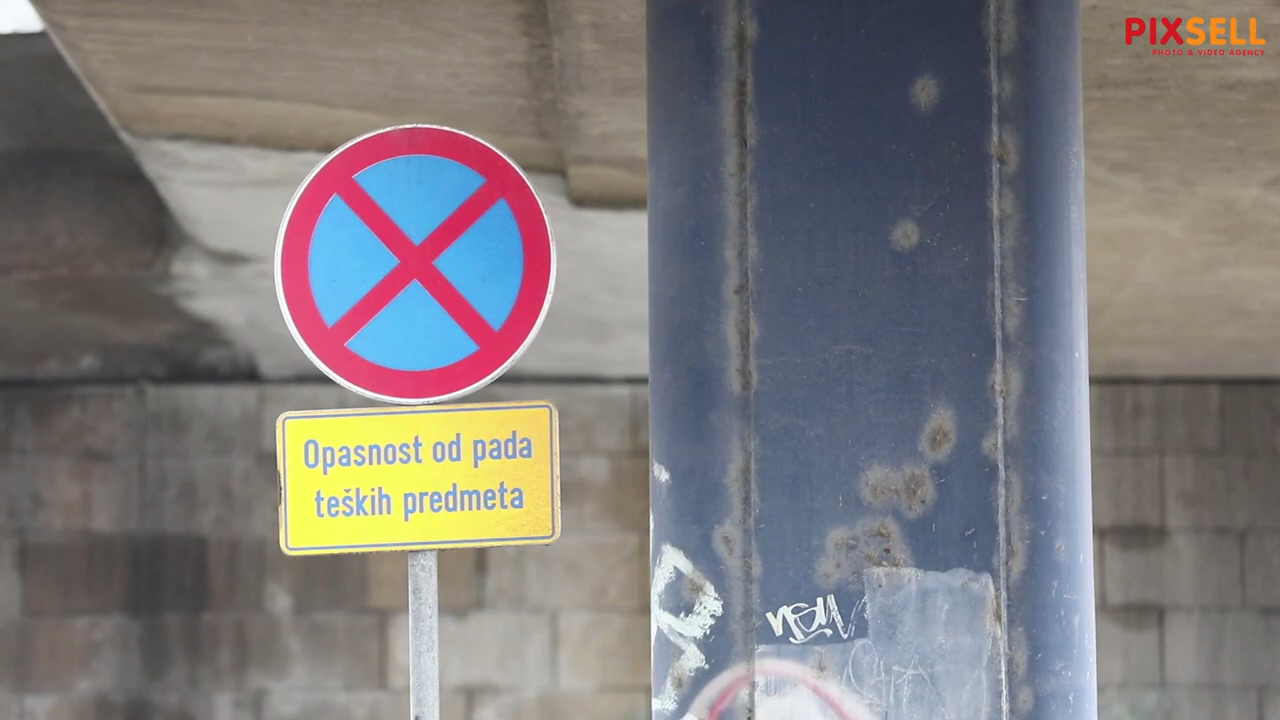 PIXSELL
PHOTO & VIDEO AGENCY
Opasnost od pada
teških predmeta